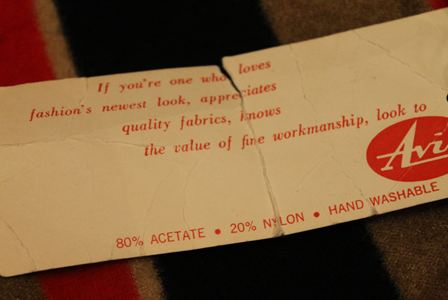 If you're one who loves
fashion's newest look, appreciates
quality fabrics, knows
the value of fine workmanship, look to
Avi
80% ACETATE • 20% NYLON • HAND WASHABLE